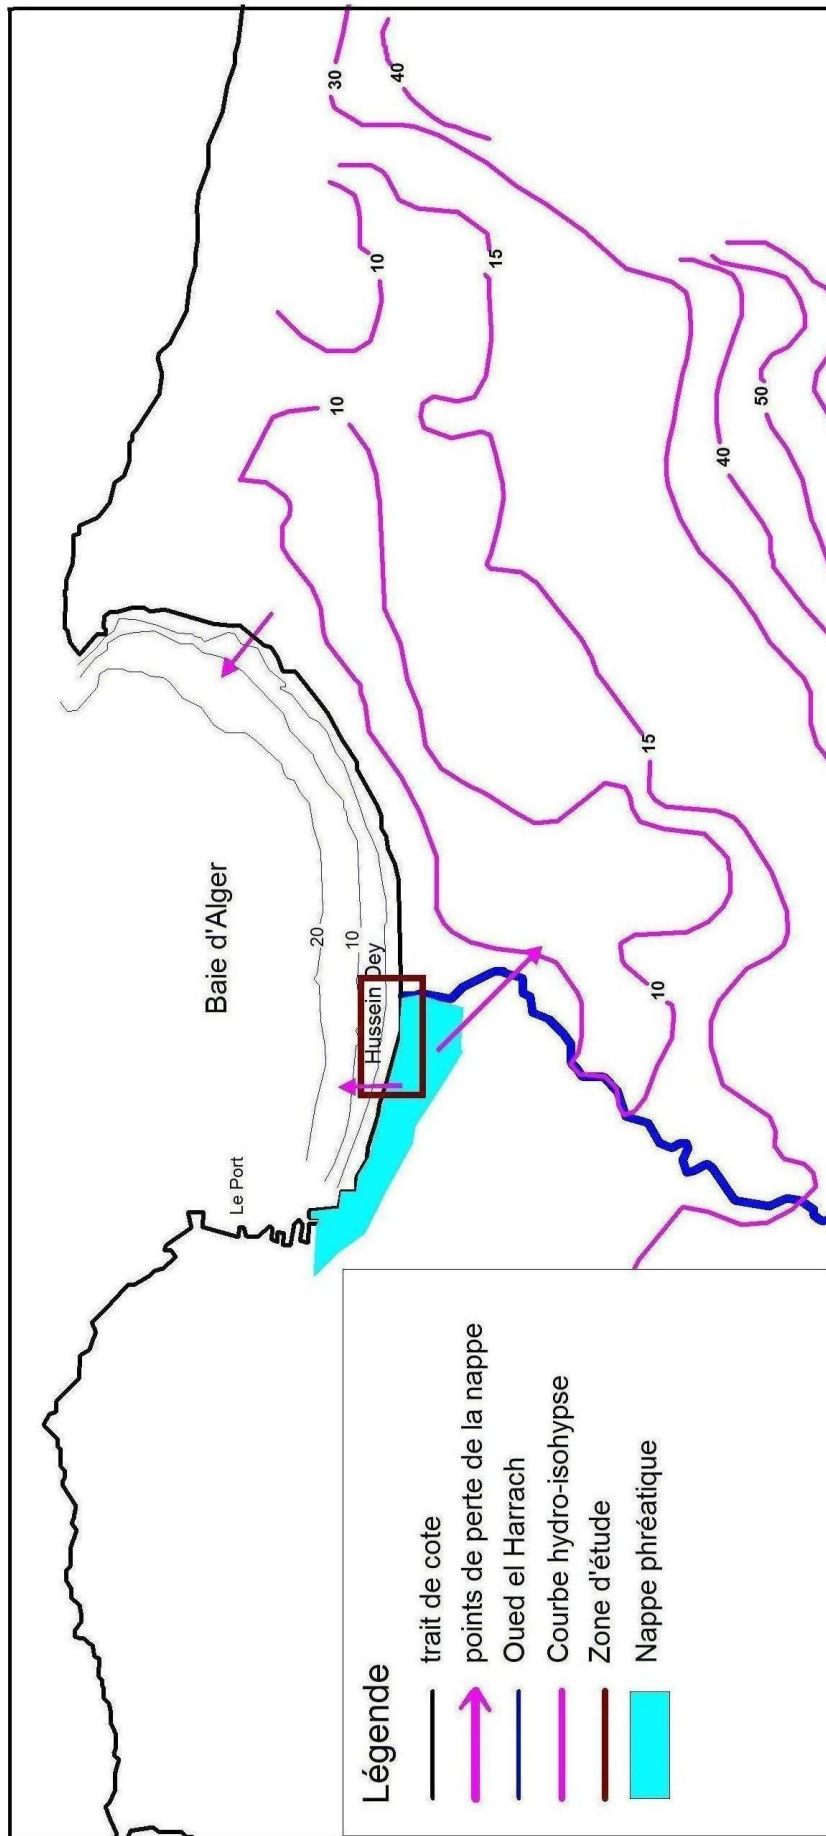 Baie d'Alger
Le Port
Hussein Dey
20
10
10
10
10
15
15
30
40
40
50
Légende
trait de cote
points de perte de la nappe
Oued el Harrach
Courbe hydro-isohypse
Zone d'étude
Nappe phréatique